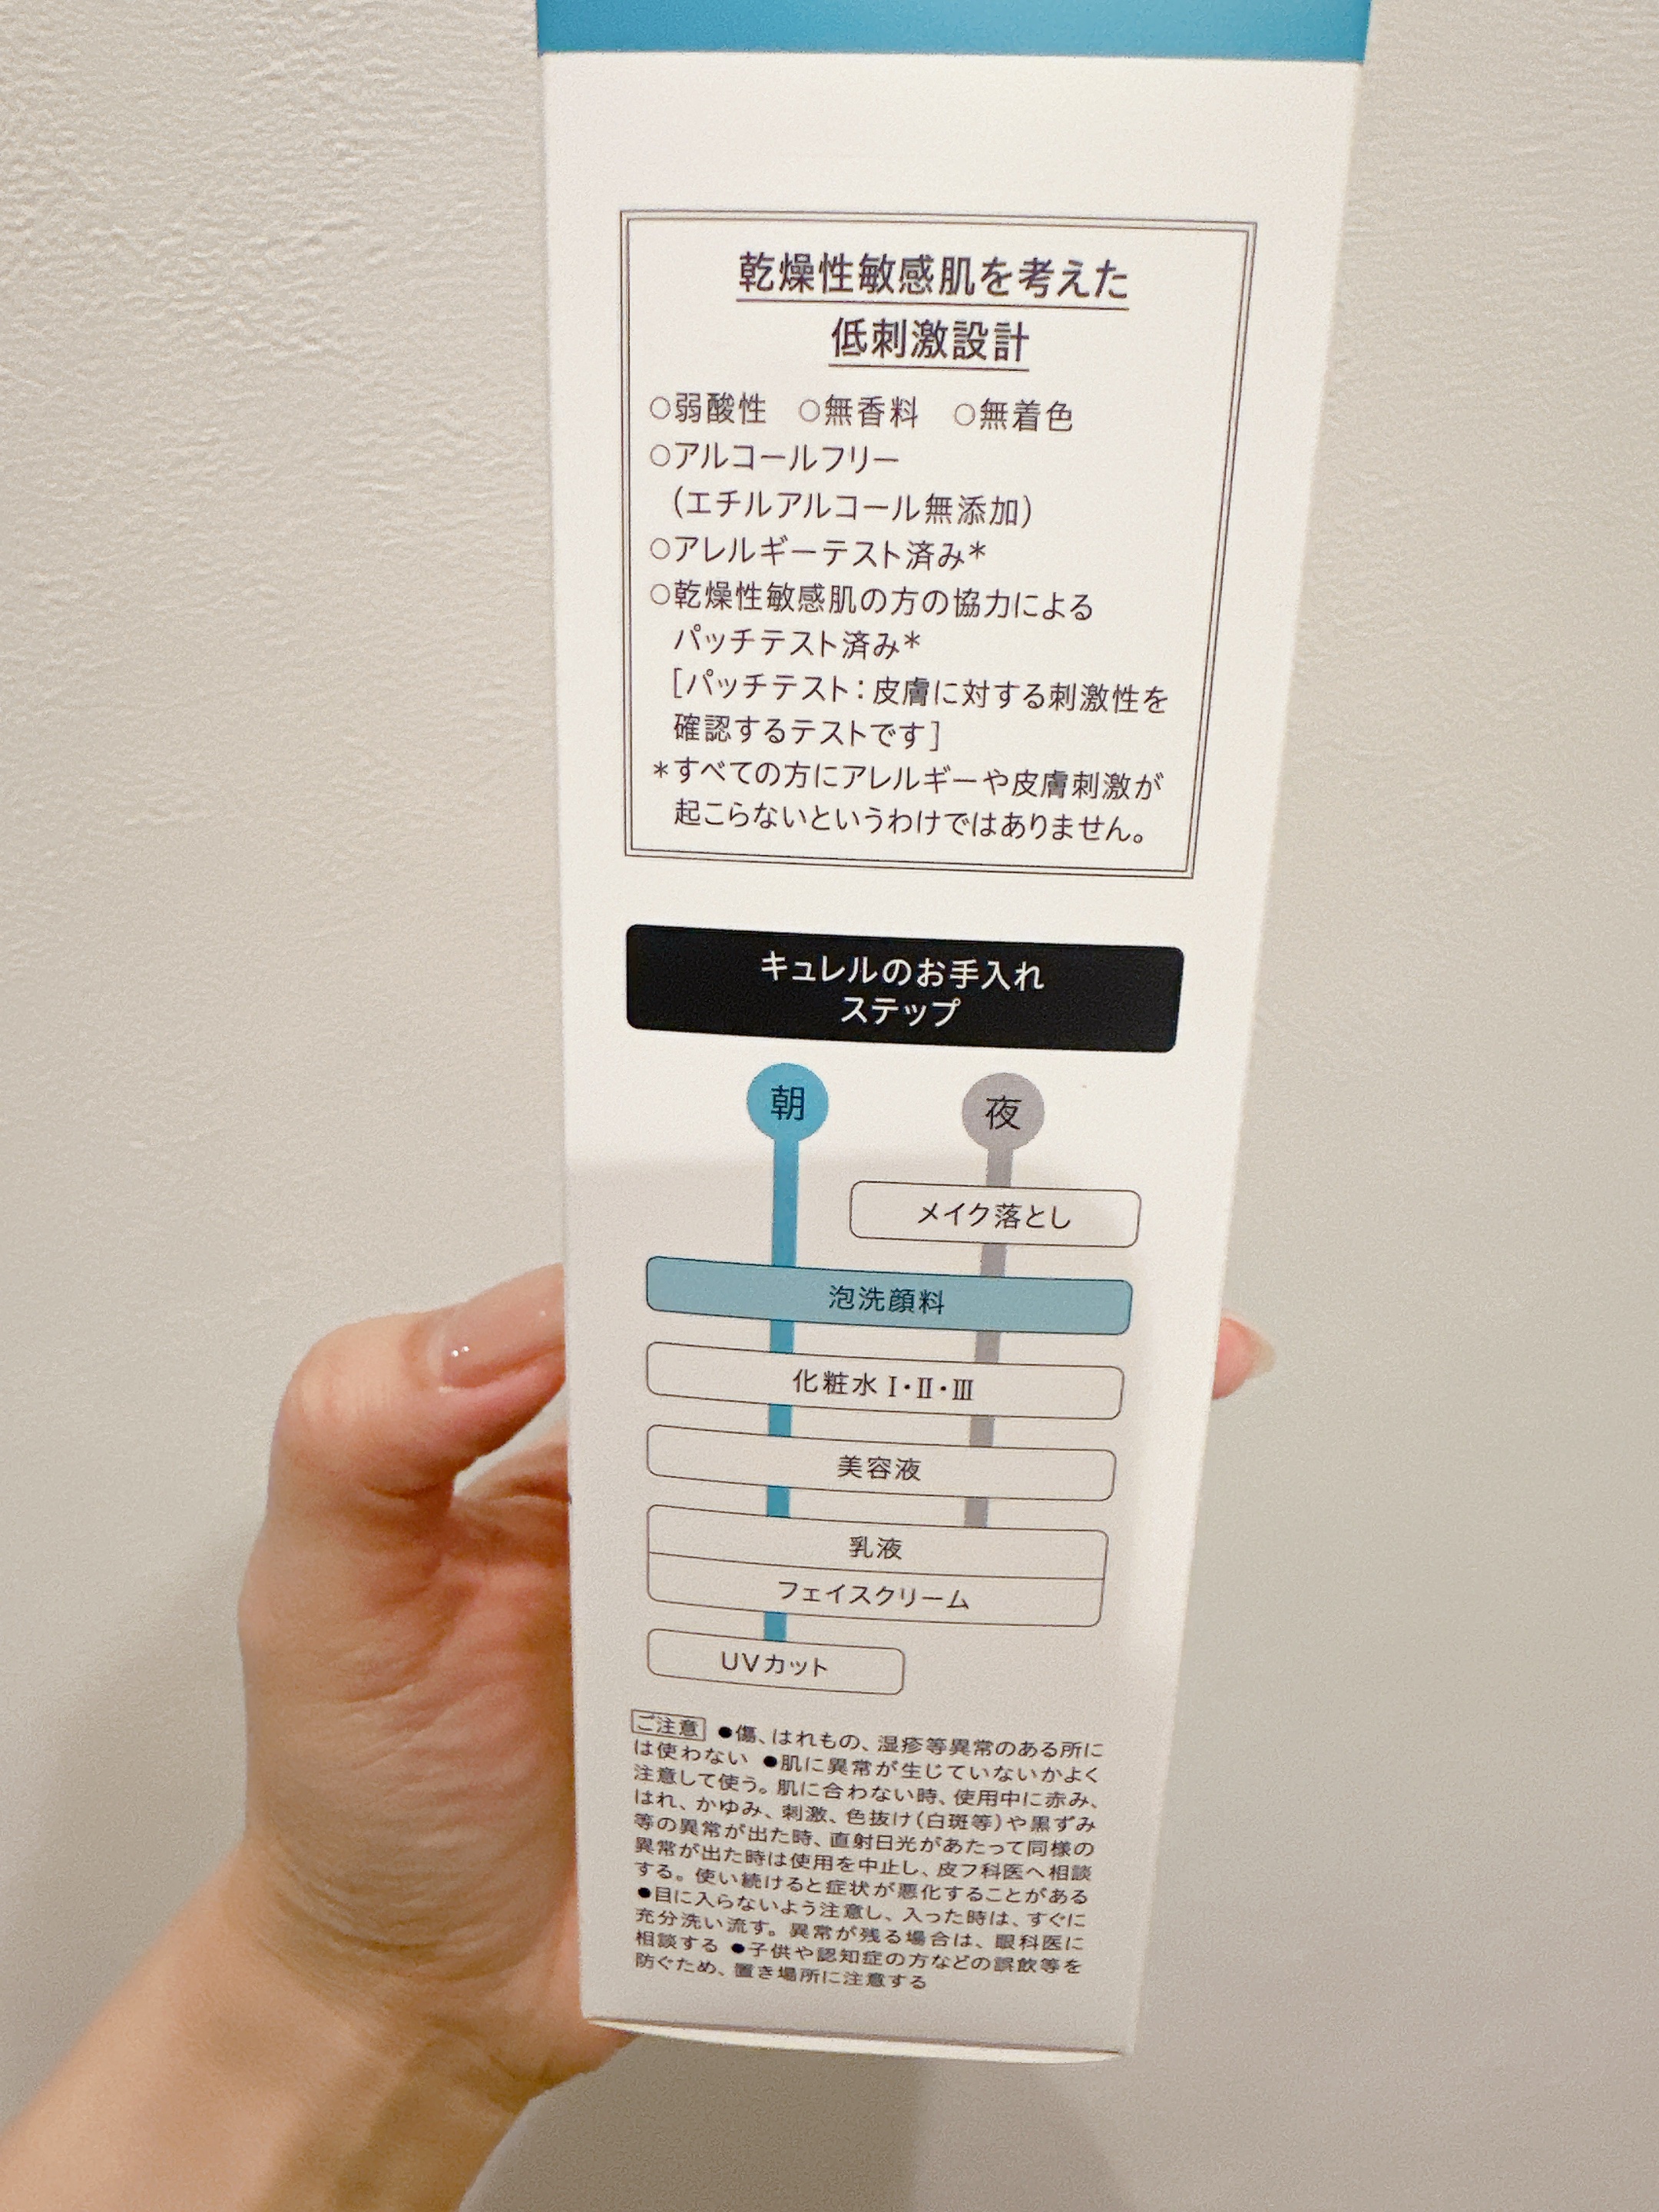 乾燥性敏感肌を考えた
低刺激設計
○弱酸性 ○無香料 ○無着色
○アルコールフリー
(エチルアルコール無添加)
○アレルギーテスト済み*
○乾燥性敏感肌の方の協力による
パッチテスト済み*
[パッチテスト:皮膚に対する刺激性を
確認するテストです]
*すべての方にアレルギーや皮膚刺激が
起こらないというわけではありません。
キュレルのお手入れ
ステップ
朝 夜
メイク落とし
泡洗顔料
化粧水Ⅰ・Ⅱ・Ⅲ
美容液
乳液
フェイスクリーム
UVカット
ご注意 ●傷、はれもの、湿疹等異常のある所に
は使わない ●肌に異常が生じていないかよく
注意して使う。肌に合わない時、使用中に赤み、
はれ、かゆみ、刺激、色抜け(白斑等)や黒ずみ
等の異常が出た時、直射日光があたって同様の
異常が出た時は使用を中止し、皮フ科医へ相談
する。使い続けると症状が悪化することがある
●目に入らないよう注意し、入った時は、すぐに
充分洗い流す。異常が残る場合は、眼科医に
相談する ●子供や認知症の方などの誤飲等を
防ぐため、置き場所に注意する